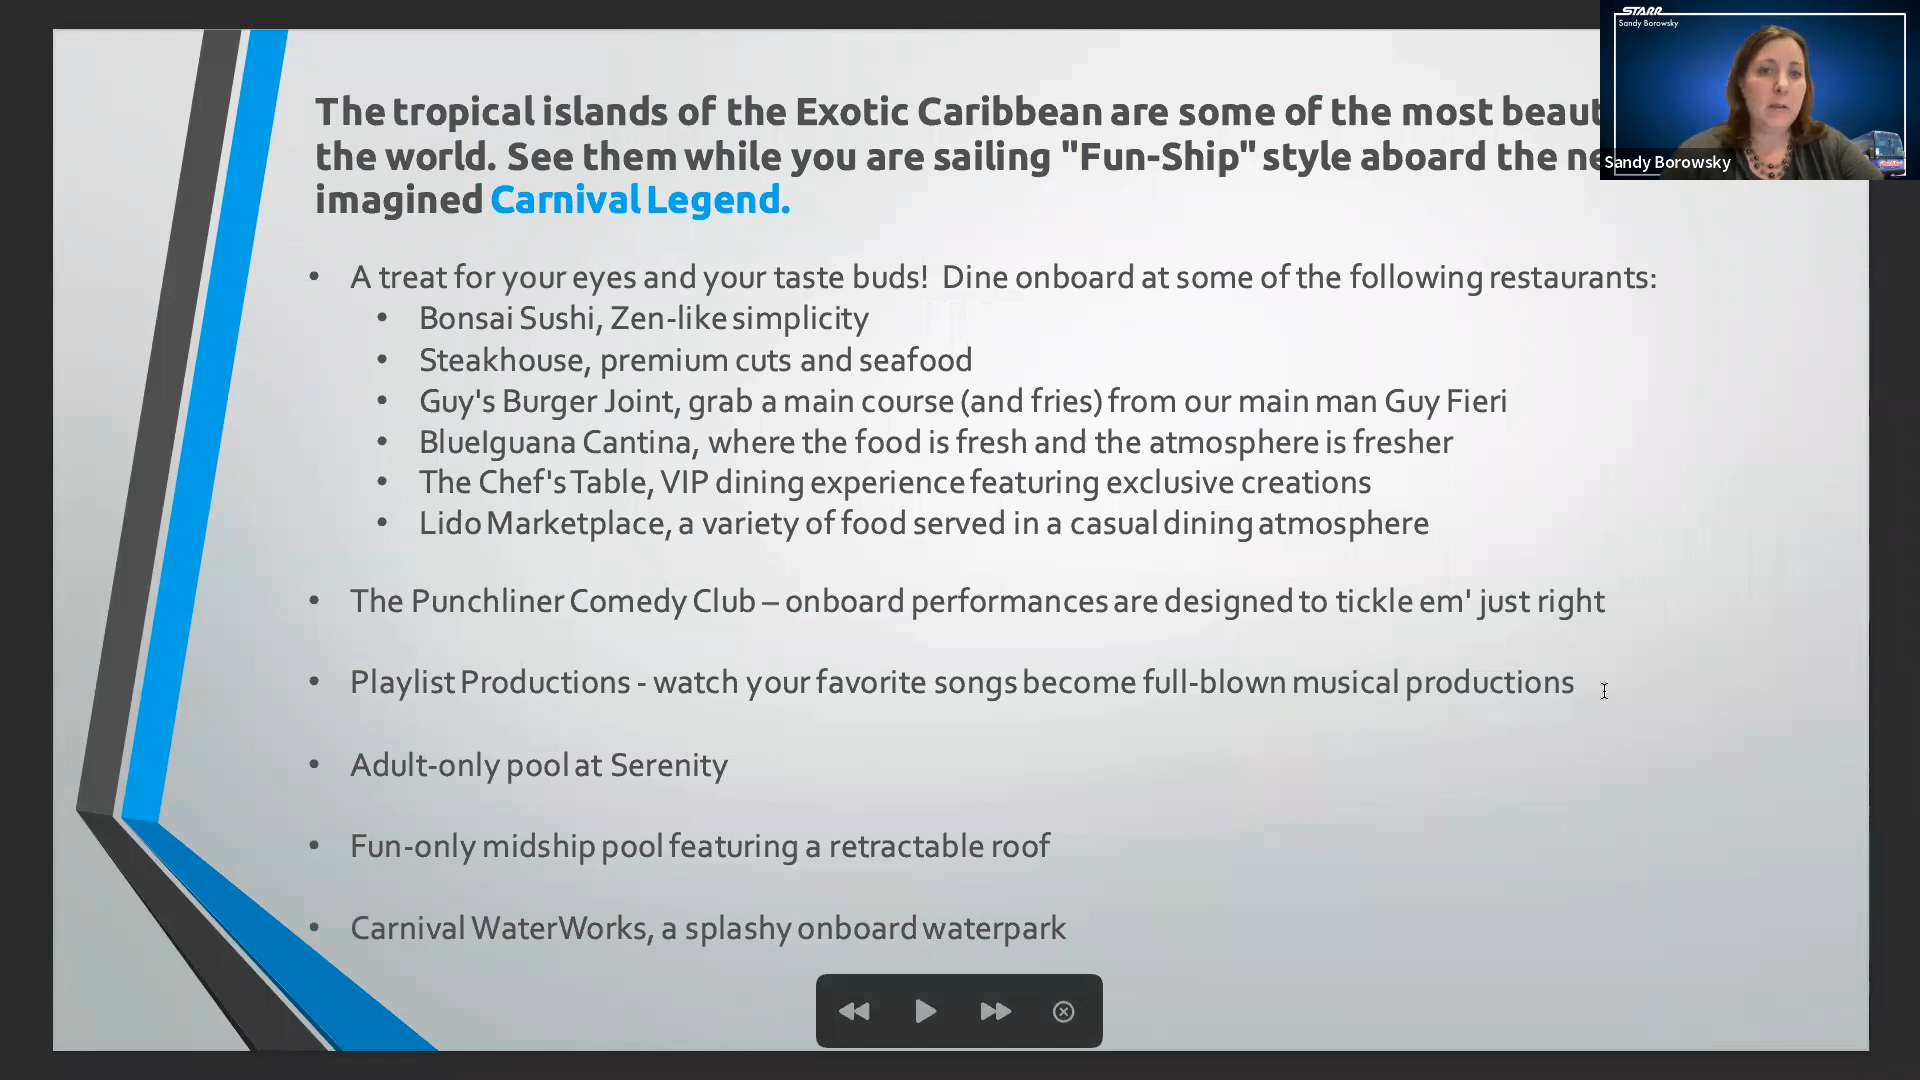 STARR
Sandy Borowsky
The tropical islands of the Exotic Caribbean are some of the most
the world. See them while you are sailing "Fun-Ship" style aboard the
Sandy Borowsky
imagined Carnival Legend.
• A treat for your eyes and your taste buds! Dine onboard at some of the following restaurants:
• Bonsai Sushi, Zen-like simplicity
• Steakhouse, premium cuts and seafood
• Guy's Burger Joint, grab a main course (and fries) from our main man Guy Fieri
• BlueIguana Cantina, where the food is fresh and the atmosphere is fresher
• The Chef's Table, VIP dining experience featuring exclusive creations
• Lido Marketplace, a variety of food served in a casual dining atmosphere
• The Punchliner Comedy Club – onboard performances are designed to tickle em' just right
• Playlist Productions - watch your favorite songs become full-blown musical productions
• Adult-only pool at Serenity
• Fun-only midship pool featuring a retractable roof
• Carnival WaterWorks, a splashy onboard waterpark